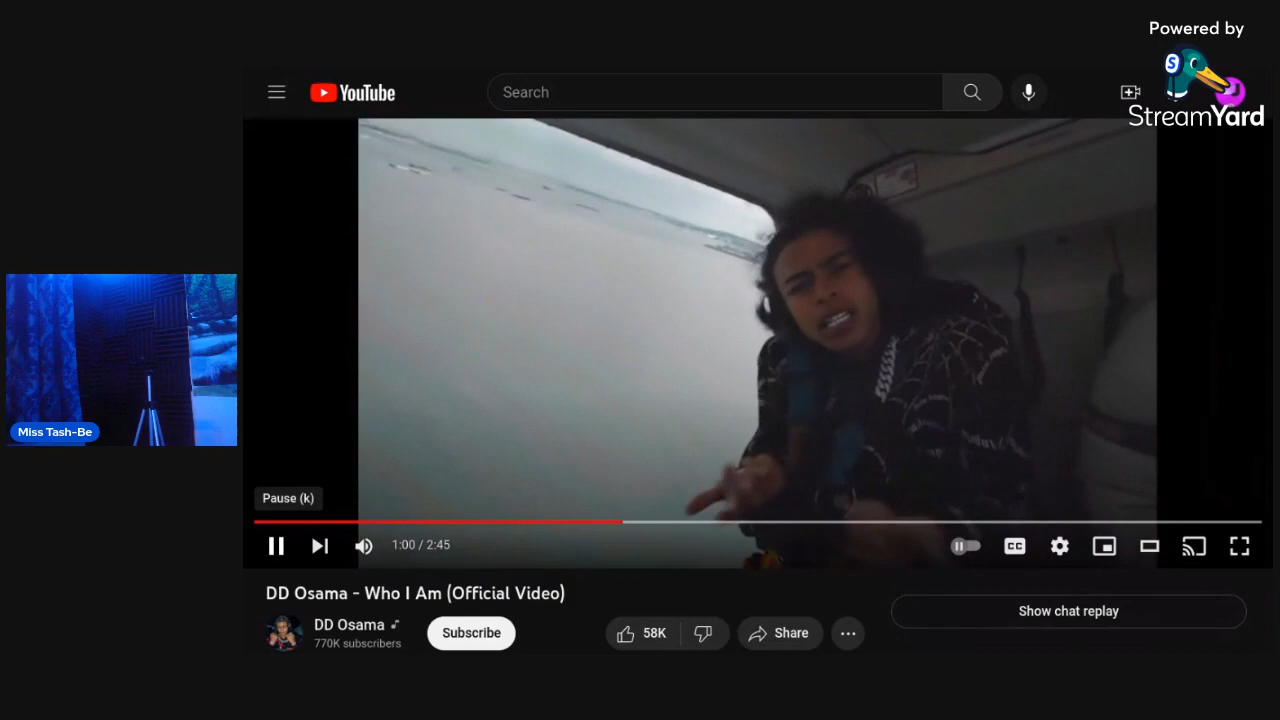 Powered by
StreamYard
YouTube
Search
S
Miss Tash-Be
Pause (k)
1:00 / 2:45
CC
DD Osama - Who I Am (Official Video)
DD Osama
770K subscribers
Subscribe
58K
Share
Show chat replay